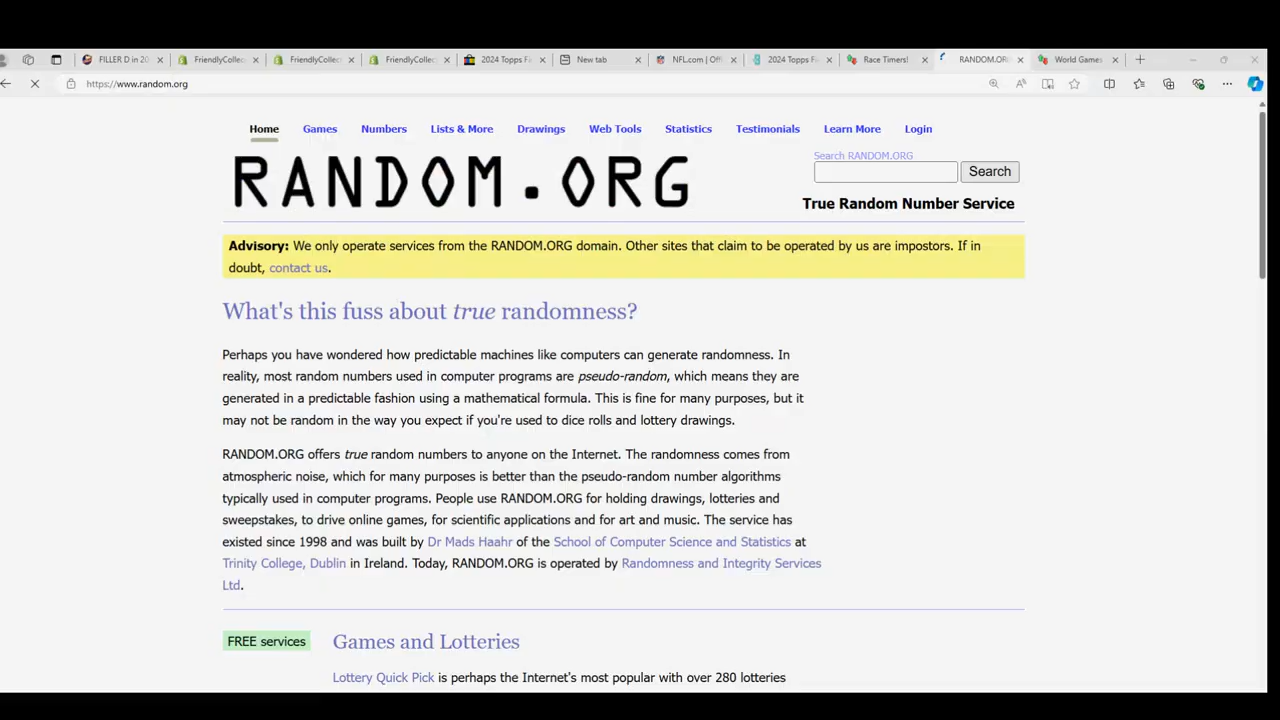 FILLER D in 20
FriendlyCollec
FriendlyCollec
FriendlyCollec
2024 Topps Fi
New tab
NFL.com | Offi
2024 Topps Fi
Race Timers!
RANDOM.OR
World Games
https://www.random.org
Home Games Numbers Lists & More Drawings Web Tools Statistics Testimonials Learn More Login
RANDOM.ORG
Search RANDOM.ORG
Search
True Random Number Service
Advisory: We only operate services from the RANDOM.ORG domain. Other sites that claim to be operated by us are impostors. If in
doubt, contact us.
What's this fuss about true randomness?
Perhaps you have wondered how predictable machines like computers can generate randomness. In
reality, most random numbers used in computer programs are pseudo-random, which means they are
generated in a predictable fashion using a mathematical formula. This is fine for many purposes, but it
may not be random in the way you expect if you're used to dice rolls and lottery drawings.
RANDOM.ORG offers true random numbers to anyone on the Internet. The randomness comes from
atmospheric noise, which for many purposes is better than the pseudo-random number algorithms
typically used in computer programs. People use RANDOM.ORG for holding drawings, lotteries and
sweepstakes, to drive online games, for scientific applications and for art and music. The service has
existed since 1998 and was built by Dr Mads Haahr of the School of Computer Science and Statistics at
Trinity College, Dublin in Ireland. Today, RANDOM.ORG is operated by Randomness and Integrity Services
Ltd.
FREE services
Games and Lotteries
Lottery Quick Pick is perhaps the Internet's most popular with over 280 lotteries